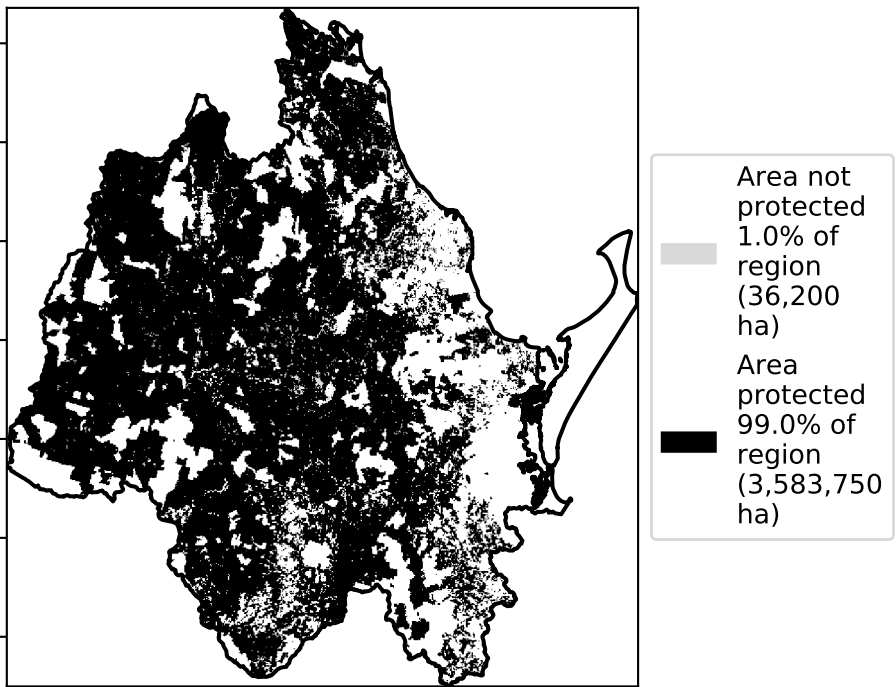 Area not
protected
1.0% of
region
(36,200
ha)
Area
protected
99.0% of
region
(3,583,750
ha)